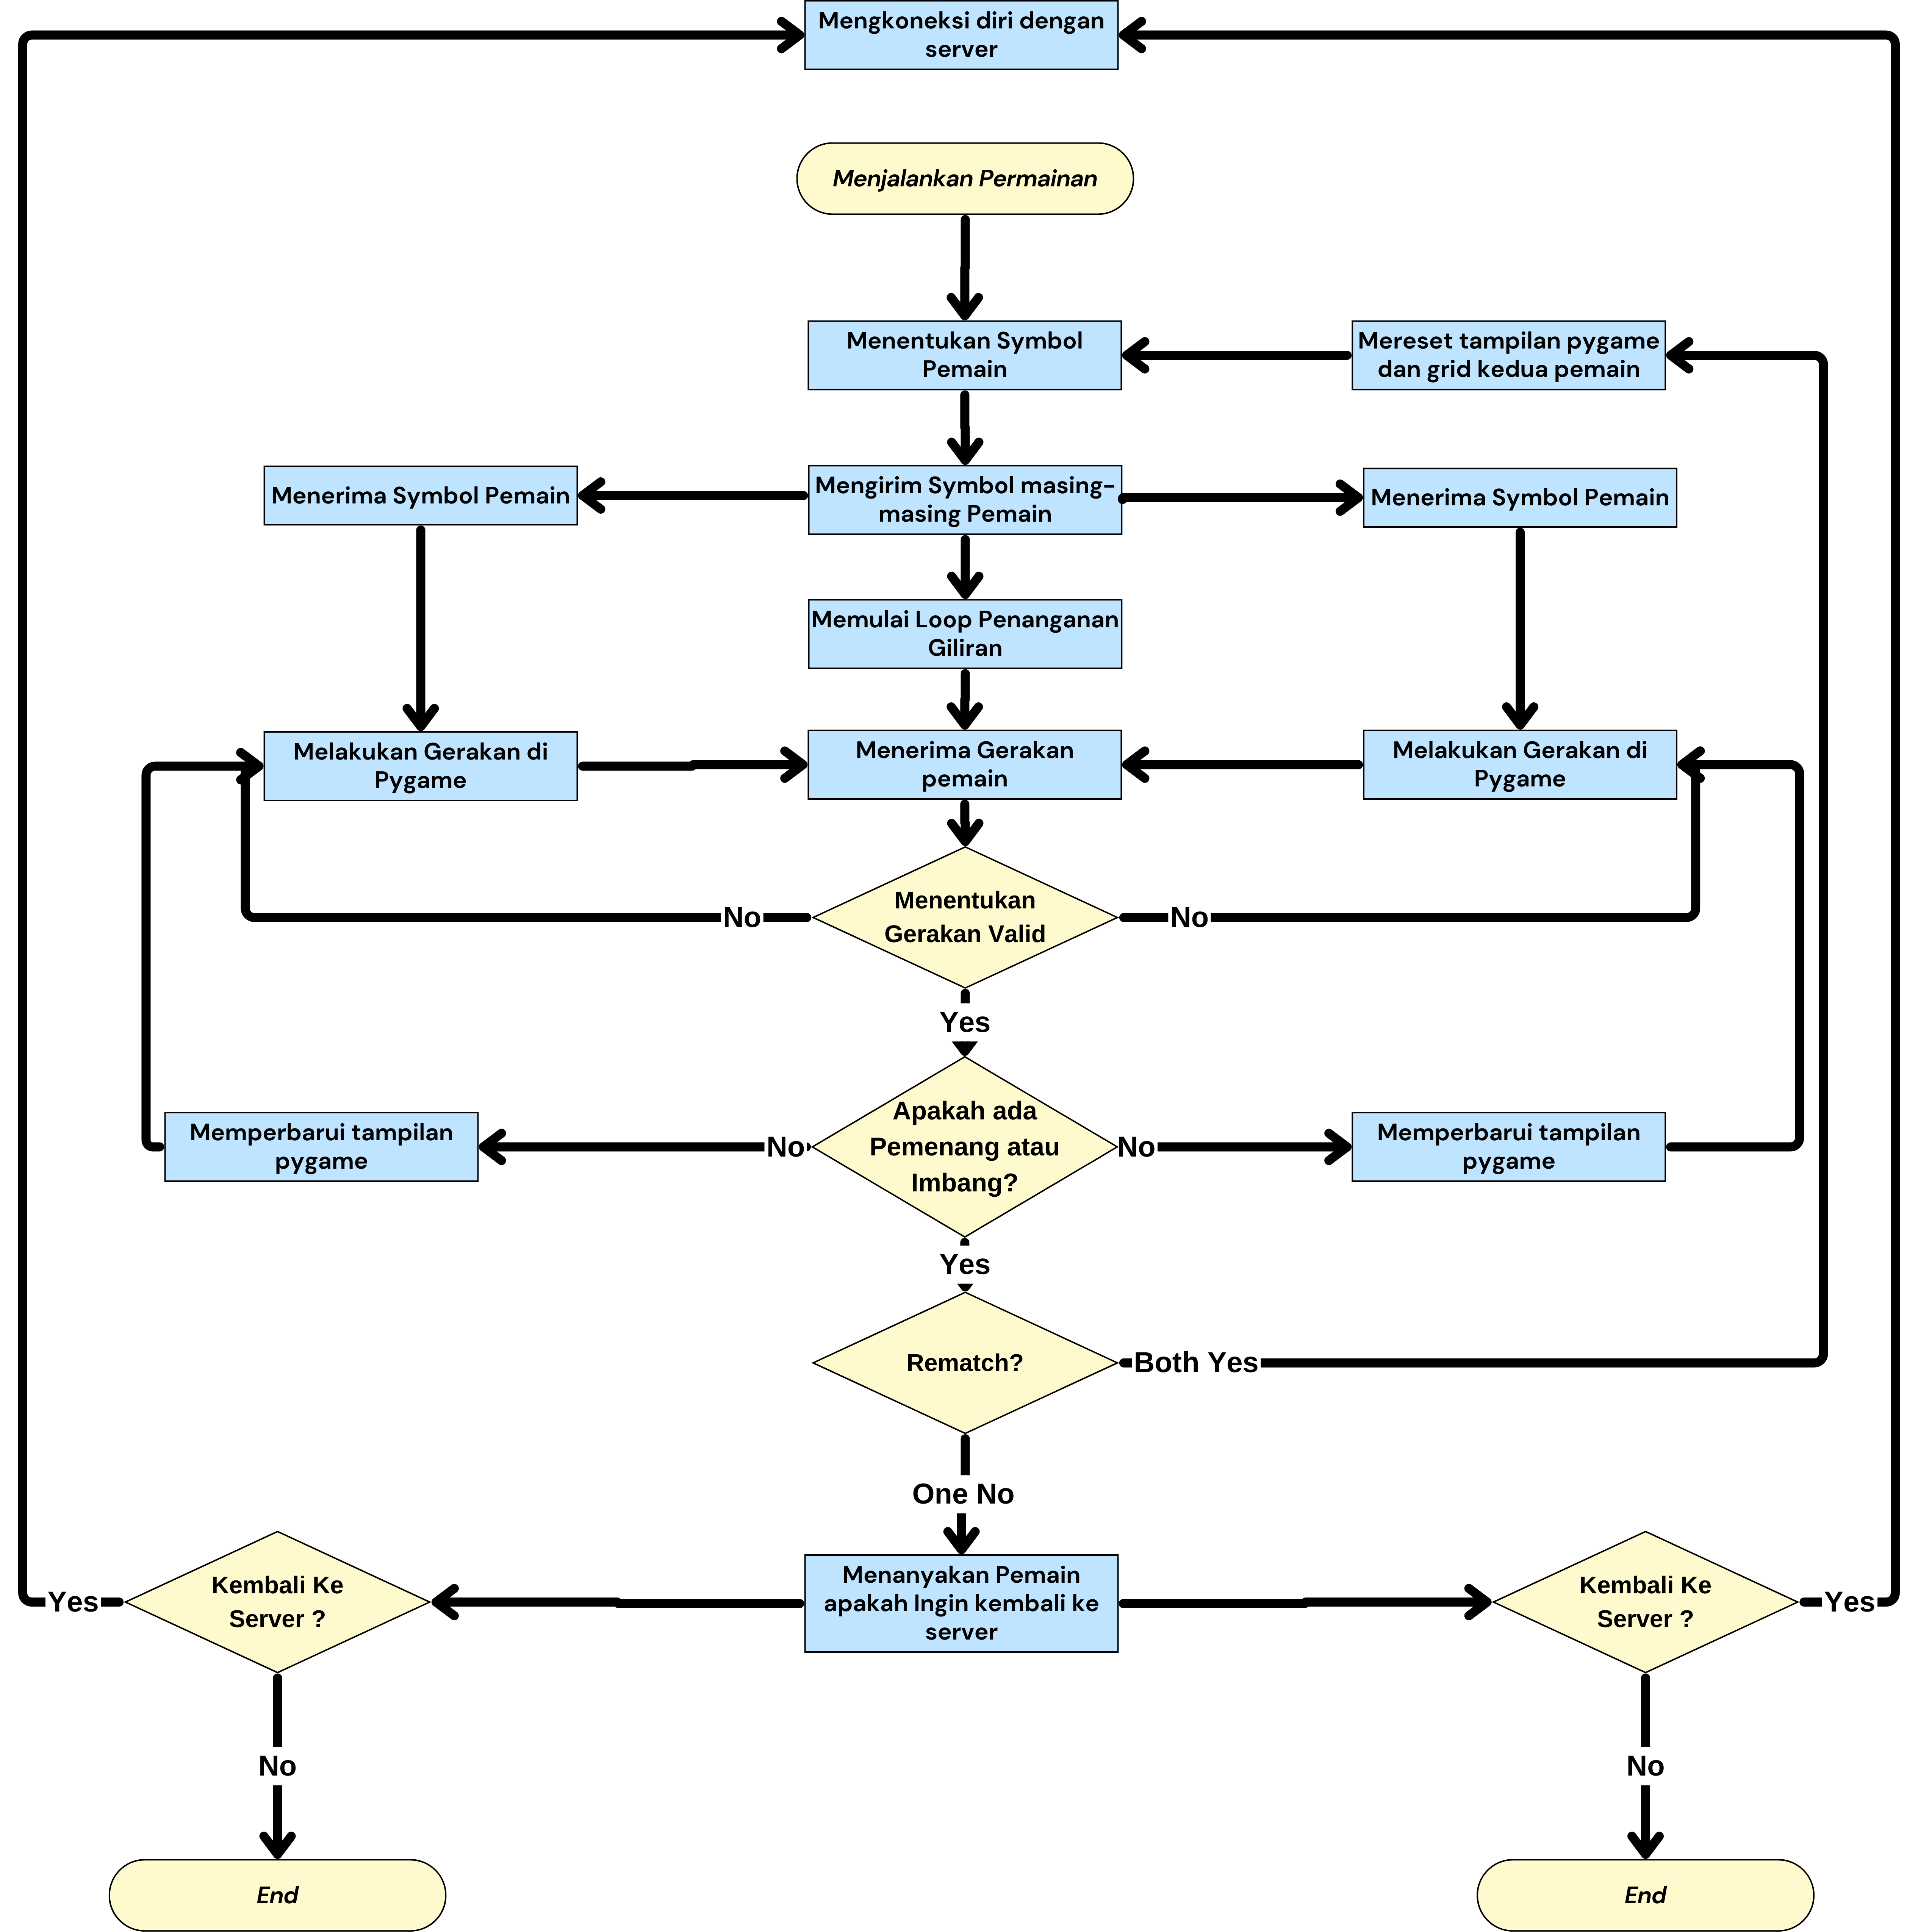 Mengkoneksi diri dengan
server
Menjalankan Permainan
Menentukan Symbol
Pemain
Mereset tampilan pygame
dan grid kedua pemain
Menerima Symbol Pemain
Mengirim Symbol masing-
masing Pemain
Menerima Symbol Pemain
Memulai Loop Penanganan
Giliran
Melakukan Gerakan di
Pygame
Menerima Gerakan
pemain
Melakukan Gerakan di
Pygame
No
Menentukan
Gerakan Valid
No
Yes
Memperbarui tampilan
pygame
No
Apakah ada
Pemenang atau
Imbang?
No
Memperbarui tampilan
pygame
Yes
Rematch?
Both Yes
One No
Yes
Kembali Ke
Server ?
Menanyakan Pemain
apakah Ingin kembali ke
server
Kembali Ke
Server ?
Yes
No
No
End
End